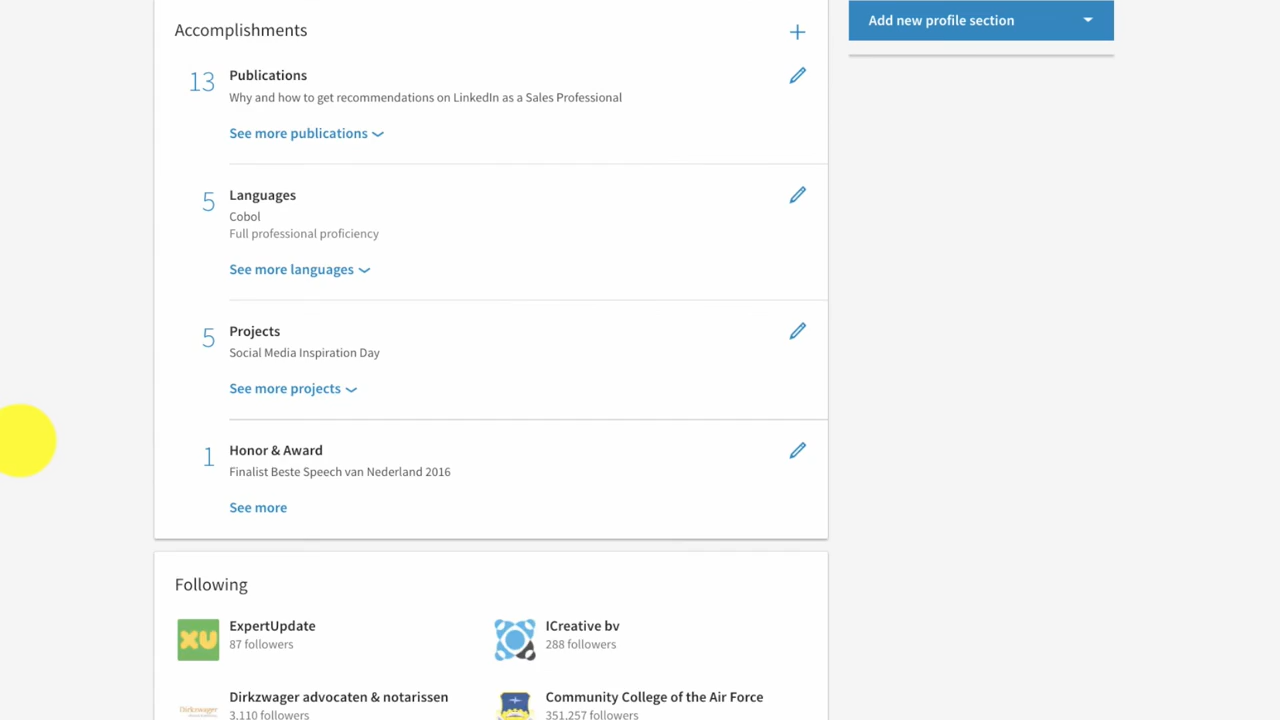 Add new profile section
Accomplishments
13
Publications
Why and how to get recommendations on LinkedIn as a Sales Professional
See more publications
5
Languages
Cobol
Full professional proficiency
See more languages
5
Projects
Social Media Inspiration Day
See more projects
1
Honor & Award
Finalist Beste Speech van Nederland 2016
See more
Following
XU
ExpertUpdate
87 followers
ICreative bv
288 followers
Dirkzwager
Dirkzwager advocaten & notarissen
3,110 followers
Community College of the Air Force
351,257 followers